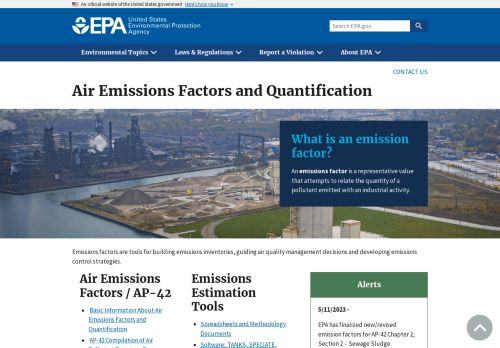 An official website of the United States government Here's how you know
EPA United States
Environmental Protection
Agency
Search EPA.gov
Environmental Topics Laws & Regulations Report a Violation About EPA
CONTACT US
Air Emissions Factors and Quantification
What is an emission
factor?
An emissions factor is a representative value
that attempts to relate the quantity of a
pollutant emitted with an industrial activity.
Emissions factors are tools for building emissions inventories, guiding air quality management decisions and developing emissions
control strategies.
Air Emissions
Factors / AP-42
Basic Information About Air
Emissions Factors and
Quantification
AP-42 Compilation of Air
Emissions
Estimation
Tools
Spreadsheets and Methodology
Documents
Software: TANKS, SPECIATE,
Alerts
5/11/2023 -
EPA has finalized new/revised
emission factors for AP-42 Chapter 2,
Section 2 – Sewage Sludge